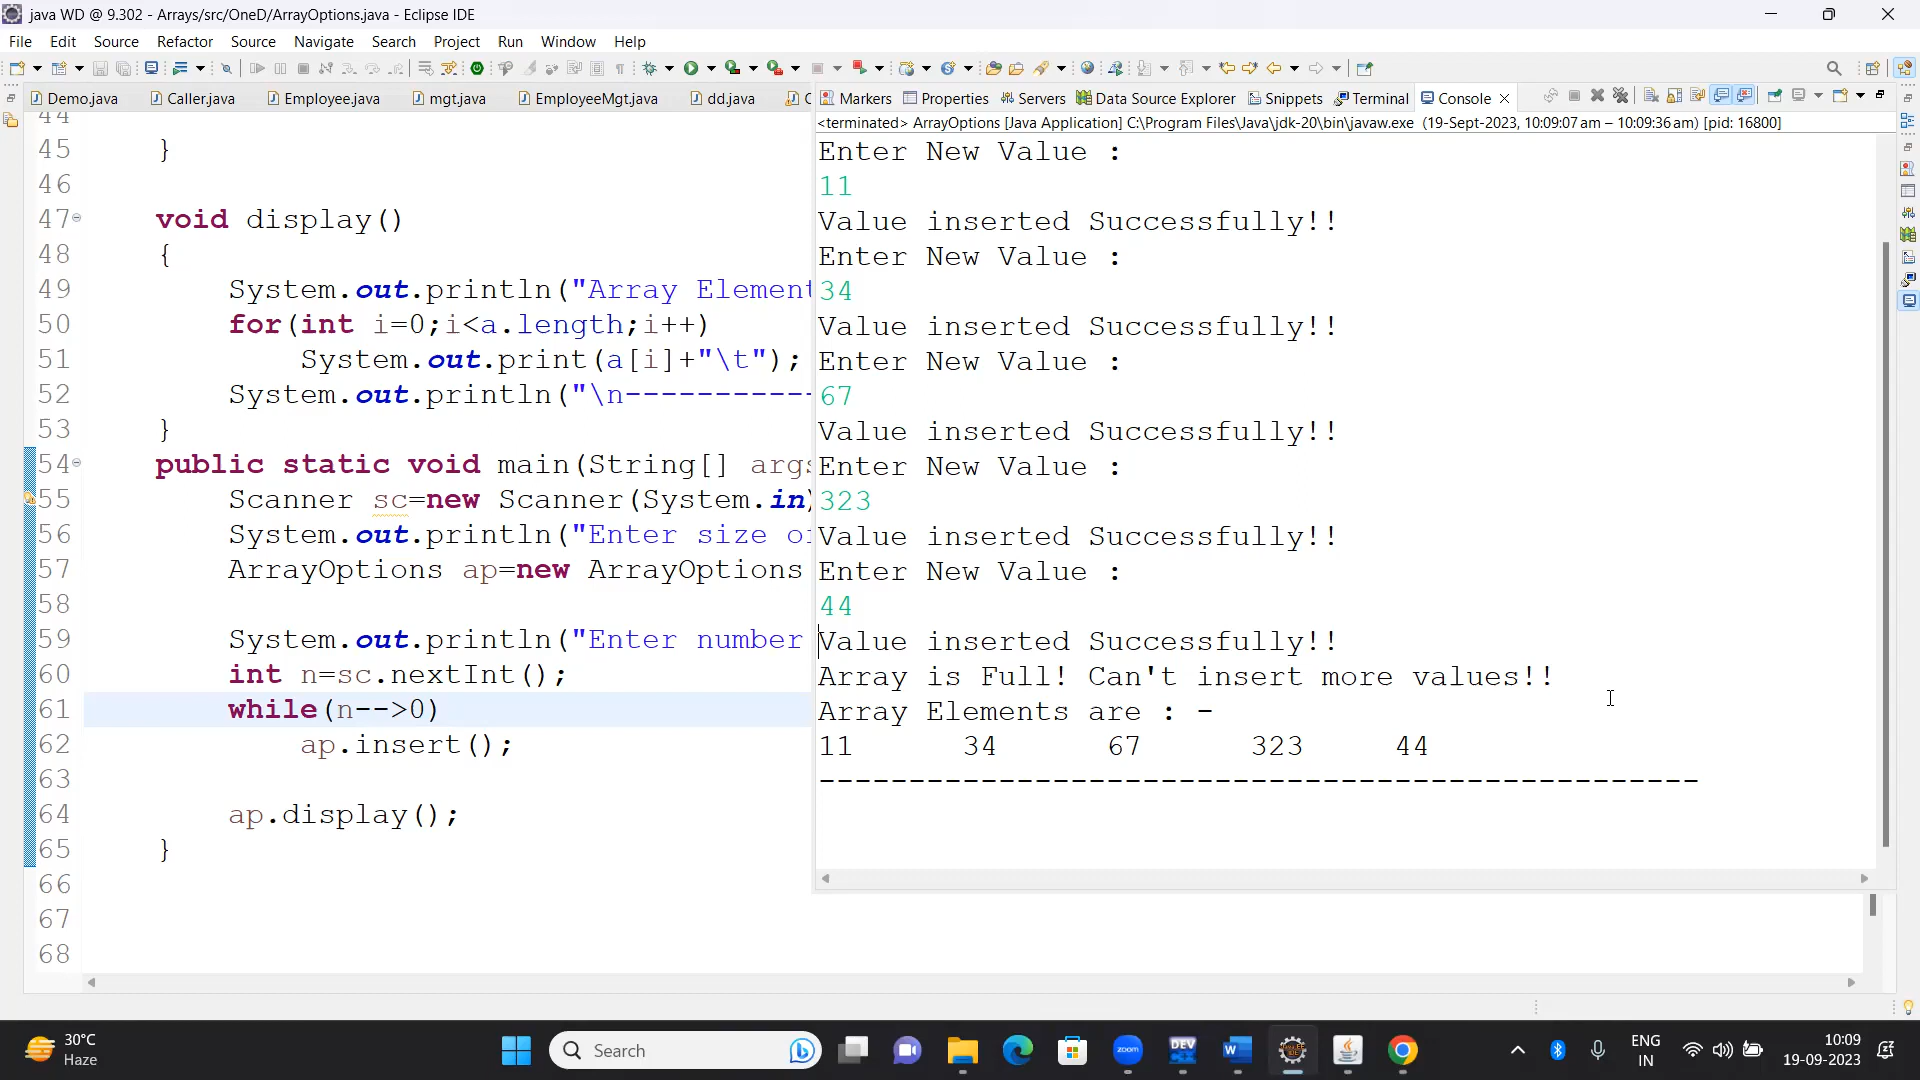 java WD @ 9.302 - Arrays/src/OneD/ArrayOptions.java - Eclipse IDE
File Edit Source Refactor Source Navigate Search Project Run Window Help
Demo.java Caller.java Employee.java mgt.java EmployeeMgt.java dd.java
Markers Properties Servers Data Source Explorer Snippets Terminal Console
<terminated> ArrayOptions [Java Application] C:\Program Files\Java\jdk-20\bin\javaw.exe (19-Sept-2023, 10:09:07 am – 10:09:36 am) [pid: 16800]
44
45 }
46
47 void display()
48 {
49 System.out.println("Array Element
50 for(int i=0;i<a.length;i++)
51 System.out.print(a[i]+"\t");
52 System.out.println("\n-----------
53 }
54 public static void main(String[] args
55 Scanner sc=new Scanner(System.in)
56 System.out.println("Enter size o
57 ArrayOptions ap=new ArrayOptions
58
59 System.out.println("Enter number
60 int n=sc.nextInt();
61 while(n-->0)
62 ap.insert();
63
64 ap.display();
65 }
66
67
68
Enter New Value :
11
Value inserted Successfully!!
Enter New Value :
34
Value inserted Successfully!!
Enter New Value :
67
Value inserted Successfully!!
Enter New Value :
323
Value inserted Successfully!!
Enter New Value :
44
Value inserted Successfully!!
Array is Full! Can't insert more values!!
Array Elements are : -
11 34 67 323 44
-------------------------------------------------
30°C
Haze
Search
zoom
DEV
ENG
IN
10:09
19-09-2023